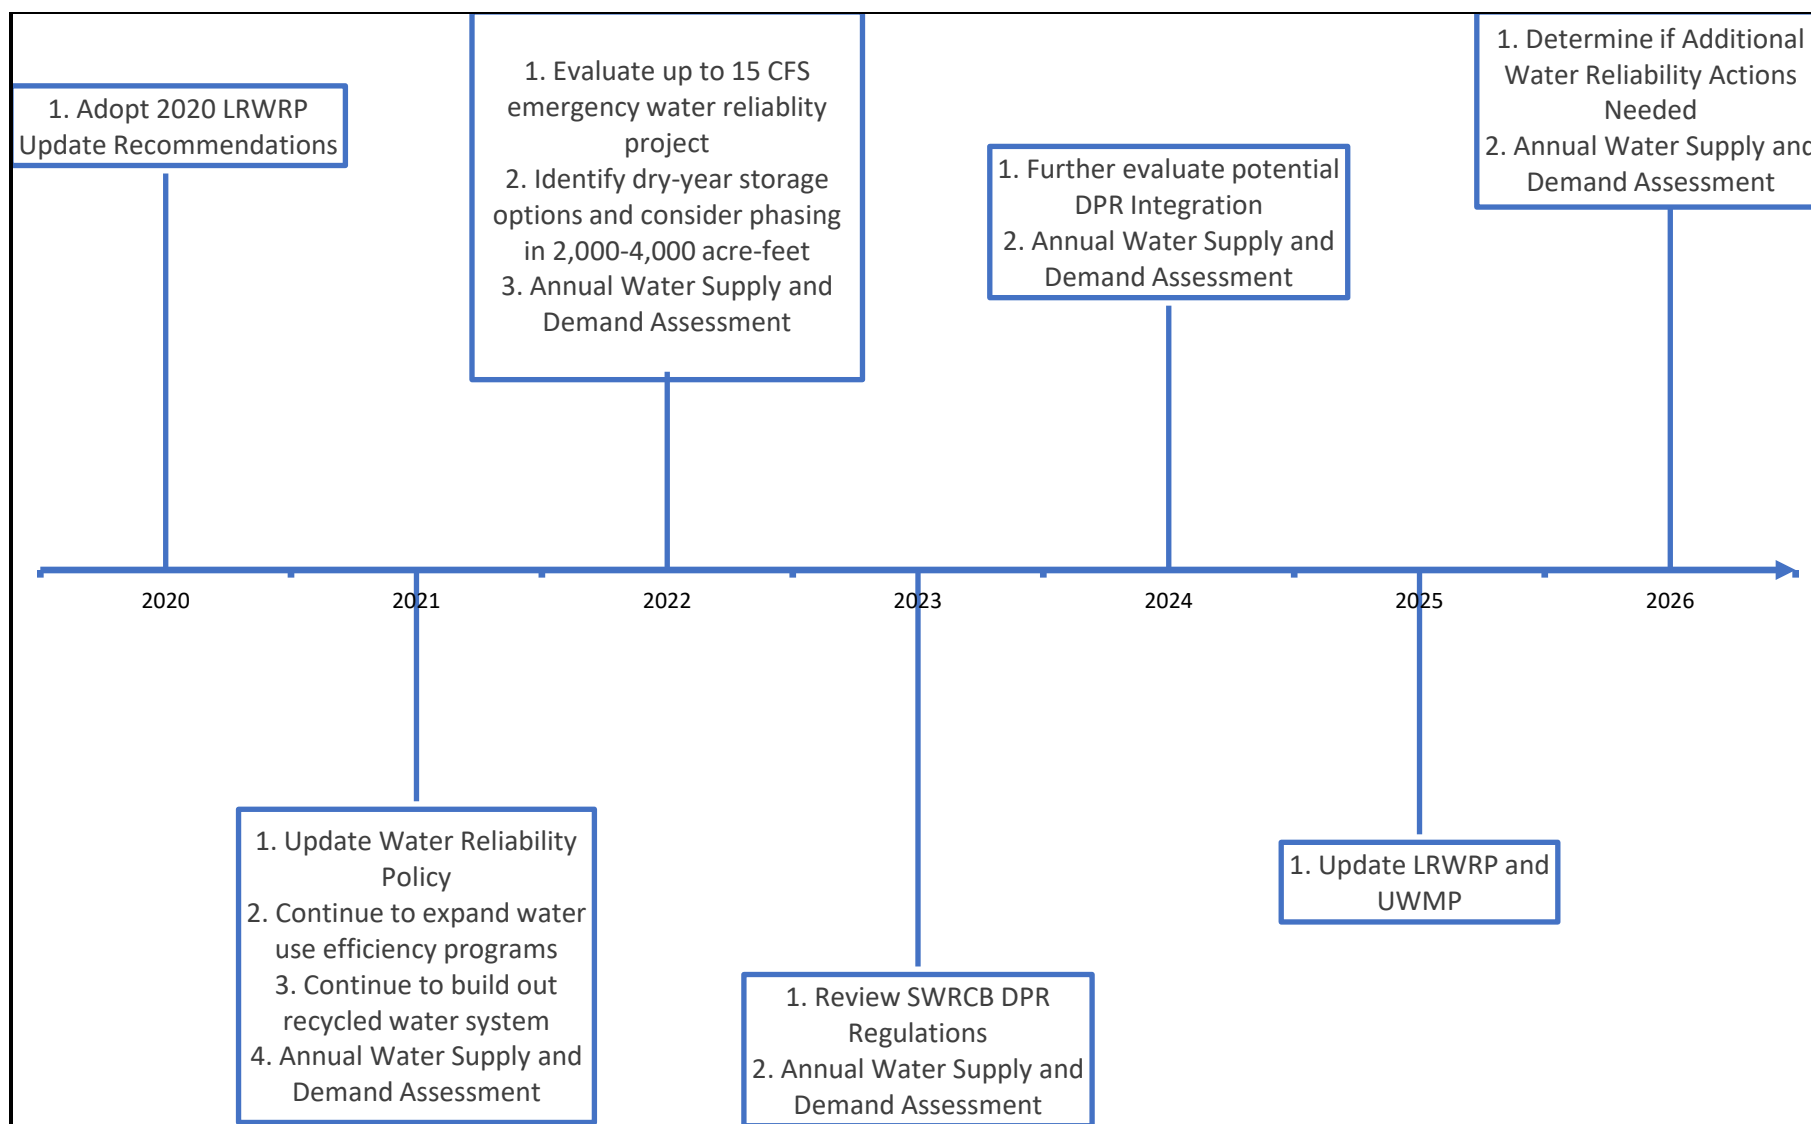 1. Adopt 2020 LRWRP
Update Recommendations
1. Evaluate up to 15 CFS
emergency water reliablity
project
2. Identify dry-year storage
options and consider phasing
in 2,000-4,000 acre-feet
3. Annual Water Supply and
Demand Assessment
1. Further evaluate potential
DPR Integration
2. Annual Water Supply and
Demand Assessment
1. Determine if Additional
Water Reliability Actions
Needed
2. Annual Water Supply and
Demand Assessment
2020
2021
2022
2023
2024
2025
2026
1. Update Water Reliability
Policy
2. Continue to expand water
use efficiency programs
3. Continue to build out
recycled water system
4. Annual Water Supply and
Demand Assessment
1. Review SWRCB DPR
Regulations
2. Annual Water Supply and
Demand Assessment
1. Update LRWRP and
UWMP